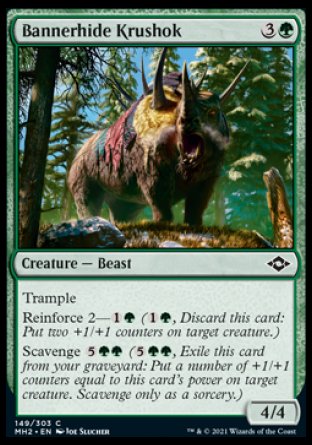 Bannerhide Krushok 3
Creature — Beast
Trample
Reinforce 2—1 (1, Discard this card:
Put two +1/+1 counters on target creature.)
Scavenge 5 (5, Exile this card
from your graveyard: Put a number of +1/+1
counters equal to this card's power on target
creature. Scavenge only as a sorcery.)
4/4
149/303 C
MH2 • EN Joe Slucher
™ & © 2021 Wizards of the Coast